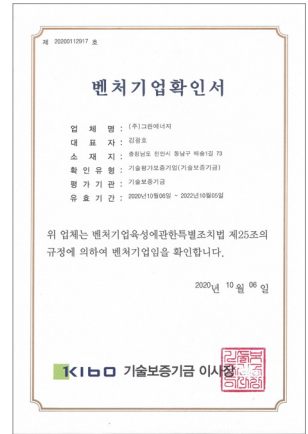 제 20200112917 호
벤처기업확인서
업 체 명 : (주)그란에너지
대 표 자 : 김광호
소 재 지 : 충청남도 천안시 동남구 백송1길 73
확 인 유 형 : 기술평가보증기업(기술보증기금)
평 가 기 관 : 기술보증기금
유 효 기 간 : 2020년10월06일 ~ 2022년10월05일
위 업체는 벤처기업육성에관한특별조치법 제25조의
규정에 의하여 벤처기업임을 확인합니다.
2020년 10 월 06 일
KIBO 기술보증기금 이사장